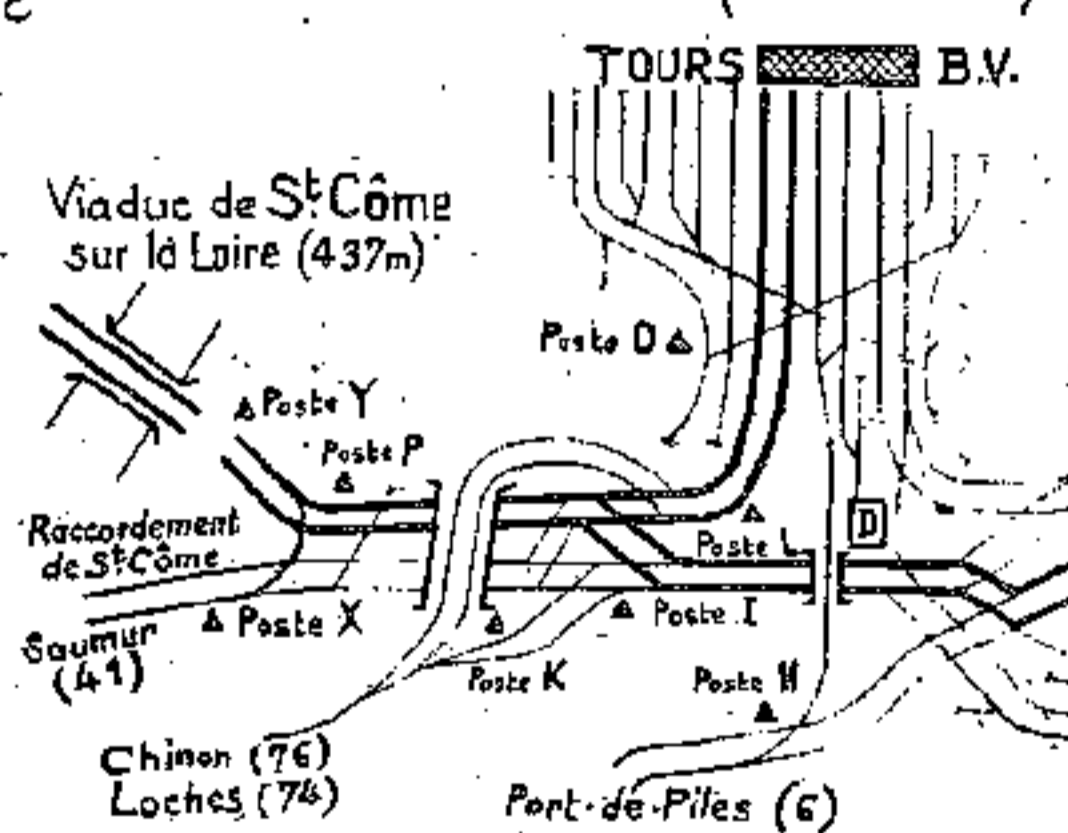 TOURS B.V.
Viaduc de St. Côme
sur la Loire (437m)
Poste O
Poste Y
Poste P
Raccordement
de St. Côme
D
Poste L
Poste X
Poste I
Saumur
(41)
Poste K
Poste H
Chinon (76)
Loches (74)
Port-de-Piles (6)